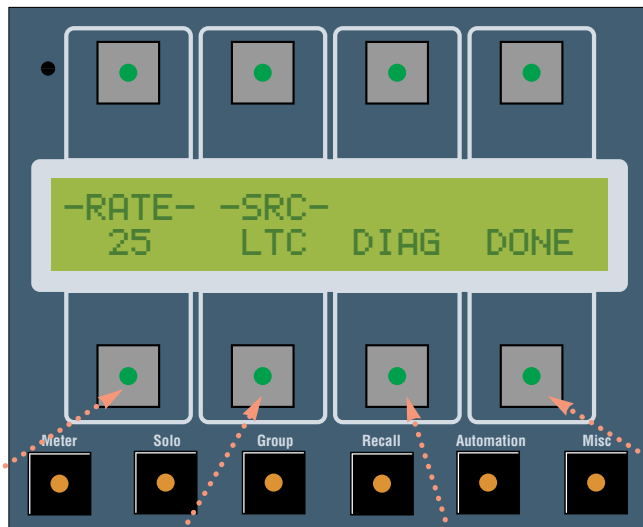 -RATE- -SRC-
25 LTC DIAG DONE
Meter Solo Group Recall Automation Misc